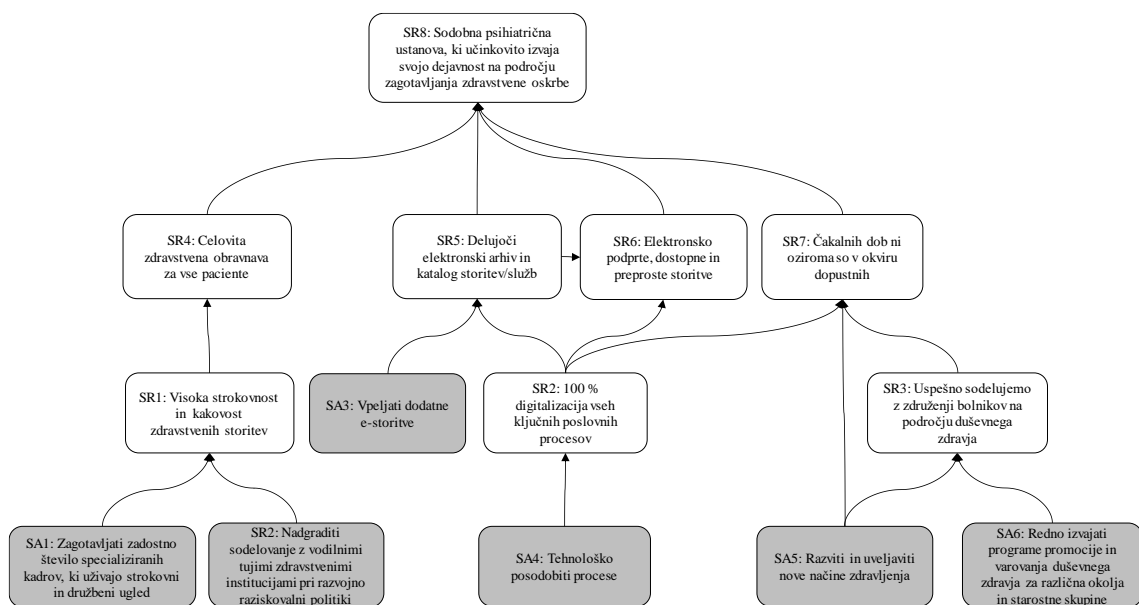 SR8: Sodobna psihiatrična
ustanova, ki učinkovito izvaja
svojo dejavnost na področju
zagotavljanja zdravstvene oskrbe
SR4: Celovita
zdravstvena obravnava
za vse paciente
SR5: Delujoči
elektronski arhiv in
katalog storitev/služb
SR6: Elektronsko
podprte, dostopne in
preproste storitve
SR7: Čakalnih dob ni
oziroma so v okviru
dopustnih
SR1: Visoka strokovnost
in kakovost
zdravstvenih storitev
SA3: Vpeljati dodatne
e-storitve
SR2: 100 %
digitalizacija vseh
ključnih poslovnih
procesov
SR3: Uspešno sodelujemo
z združenji bolnikov na
področju duševnega
zdravja
SA1: Zagotavljati zadostno
število specializiranih
kadrov, ki uživajo strokovni
in družbeni ugled
SR2: Nadgraditi
sodelovanje z vodilnimi
tujimi zdravstvenimi
institucijami pri razvojno
raziskovalni politiki
SA4: Tehnološko
posodobiti procese
SA5: Razviti in uveljaviti
nove načine zdravljenja
SA6: Redno izvajati
programe promocije in
varovanja duševnega
zdravja za različna okolja
in starostne skupine